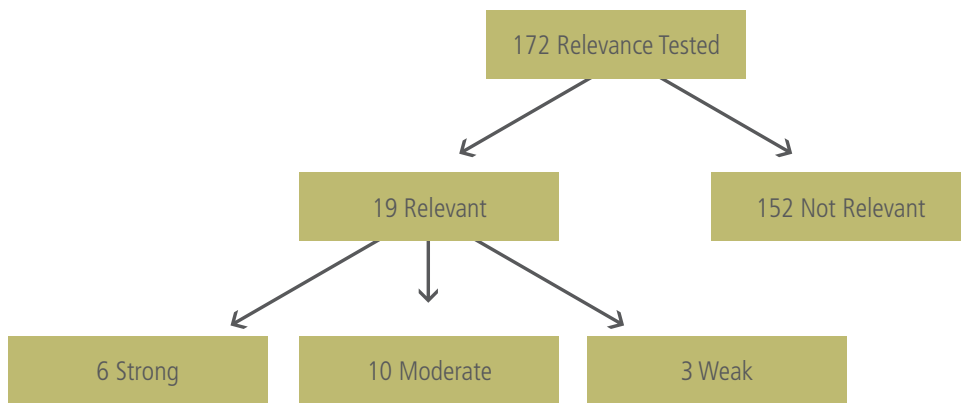 172 Relevance Tested
19 Relevant
152 Not Relevant
6 Strong
10 Moderate
3 Weak